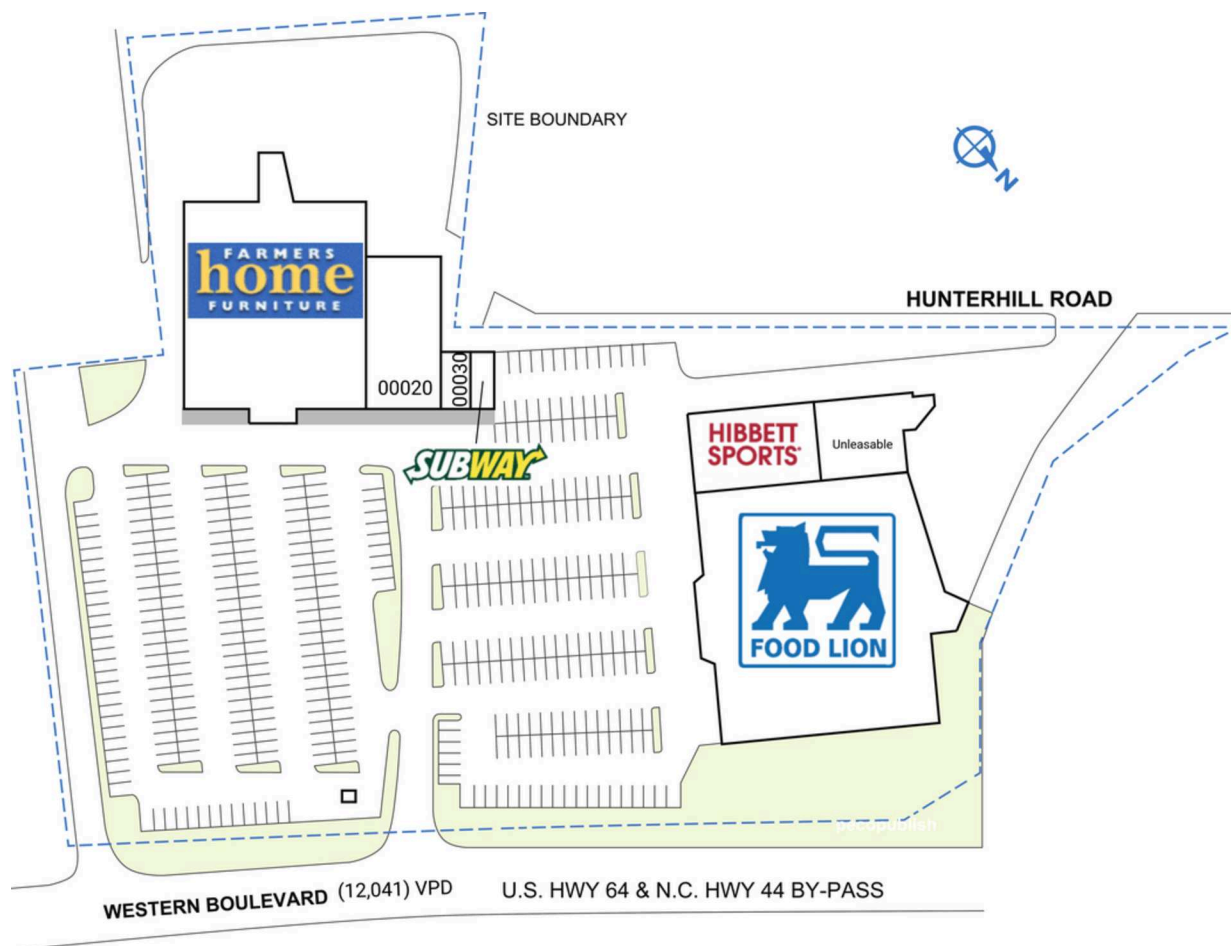 SITE BOUNDARY
N
FARMERS
home
FURNITURE
HUNTERHILL ROAD
00020
00030
SUBWAY
HIBBETT
SPORTS
Unleasable
FOOD LION
pecopublish
WESTERN BOULEVARD (12,041) VPD
U.S. HWY 64 & N.C. HWY 44 BY-PASS